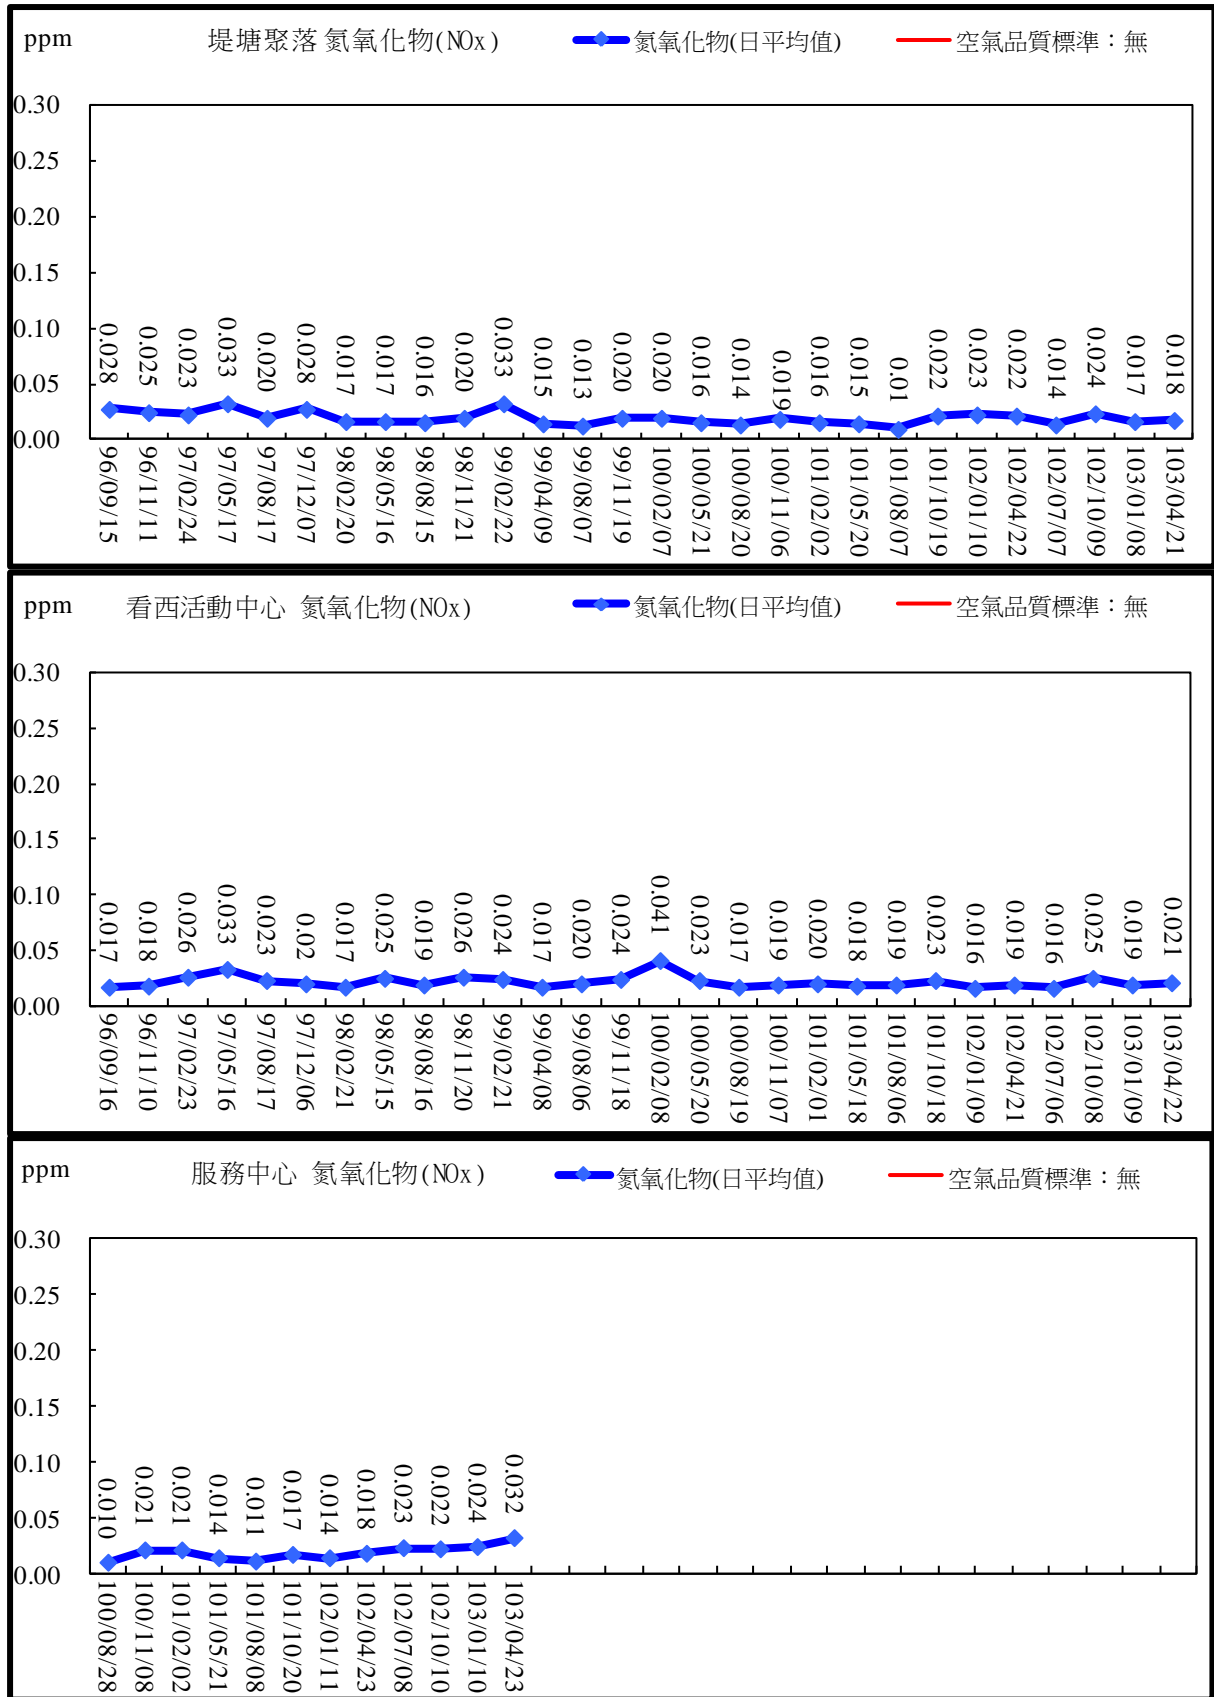 ppm 堤塘聚落 氮氧化物(NOx) 氮氧化物(日平均值) 空氣品質標準：無
0.30
0.25
0.20
0.15
0.10
0.05
0.00
0.028 0.025 0.023 0.033 0.020 0.028 0.017 0.017 0.016 0.020 0.033 0.015 0.013 0.020 0.020 0.016 0.014 0.019 0.016 0.015 0.01 0.022 0.023 0.022 0.014 0.024 0.017 0.018
96/09/15 96/11/11 97/02/24 97/05/17 97/08/17 97/12/07 98/02/20 98/05/16 98/08/15 98/11/21 99/02/22 99/04/09 99/08/07 99/11/19 100/02/07 100/05/21 100/08/20 100/11/06 101/02/02 101/05/20 101/08/07 101/10/19 102/01/10 102/04/22 102/07/07 102/10/09 103/01/08 103/04/21
ppm 看西活動中心 氮氧化物(NOx) 氮氧化物(日平均值) 空氣品質標準：無
0.30
0.25
0.20
0.15
0.10
0.05
0.00
0.017 0.018 0.026 0.033 0.023 0.02 0.017 0.025 0.019 0.026 0.024 0.017 0.020 0.024 0.041 0.023 0.017 0.019 0.020 0.018 0.019 0.023 0.016 0.019 0.016 0.025 0.019 0.021
96/09/16 96/11/10 97/02/23 97/05/16 97/08/17 97/12/06 98/02/21 98/05/15 98/08/16 98/11/20 99/02/21 99/04/08 99/08/06 99/11/18 100/02/08 100/05/20 100/08/19 100/11/07 101/02/01 101/05/18 101/08/06 101/10/18 102/01/09 102/04/21 102/07/06 102/10/08 103/01/09 103/04/22
ppm 服務中心 氮氧化物(NOx) 氮氧化物(日平均值) 空氣品質標準：無
0.30
0.25
0.20
0.15
0.10
0.05
0.00
0.010 0.021 0.021 0.014 0.011 0.017 0.014 0.018 0.023 0.022 0.024 0.032
100/08/28 100/11/08 101/02/02 101/05/21 101/08/08 101/10/20 102/01/11 102/04/23 102/07/08 102/10/10 103/01/10 103/04/23